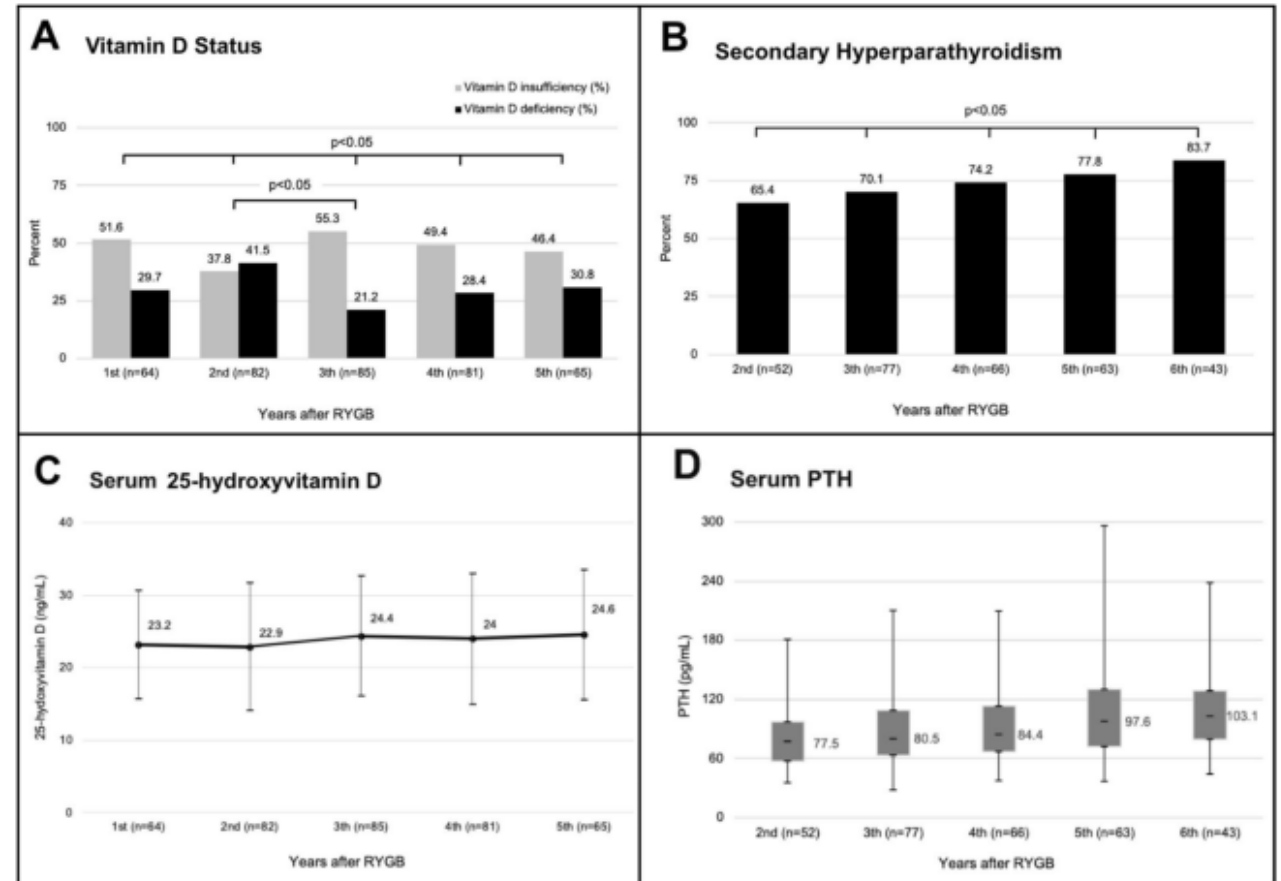 A Vitamin D Status
Vitamin D insufficiency (%)
Vitamin D deficiency (%)
100
75
50
25
0
Percent
p<0.05
p<0.05
51.6
29.7
37.8
41.5
55.3
21.2
49.4
28.4
46.4
30.8
1st (n=64) 2nd (n=82) 3th (n=85) 4th (n=81) 5th (n=65)
Years after RYGB
B Secondary Hyperparathyroidism
100
75
50
25
0
Percent
p<0.05
65.4
70.1
74.2
77.8
83.7
2nd (n=52) 3th (n=77) 4th (n=66) 5th (n=63) 6th (n=43)
Years after RYGB
C Serum 25-hydroxyvitamin D
40
30
20
10
0
25-hydroxyvitamin D (ng/mL)
23.2
22.9
24.4
24
24.6
1st (n=64) 2nd (n=82) 3th (n=85) 4th (n=81) 5th (n=65)
Years after RYGB
D Serum PTH
300
240
180
120
60
0
PTH (pg/mL)
77.5
80.5
84.4
97.6
103.1
2nd (n=52) 3th (n=77) 4th (n=66) 5th (n=63) 6th (n=43)
Years after RYGB